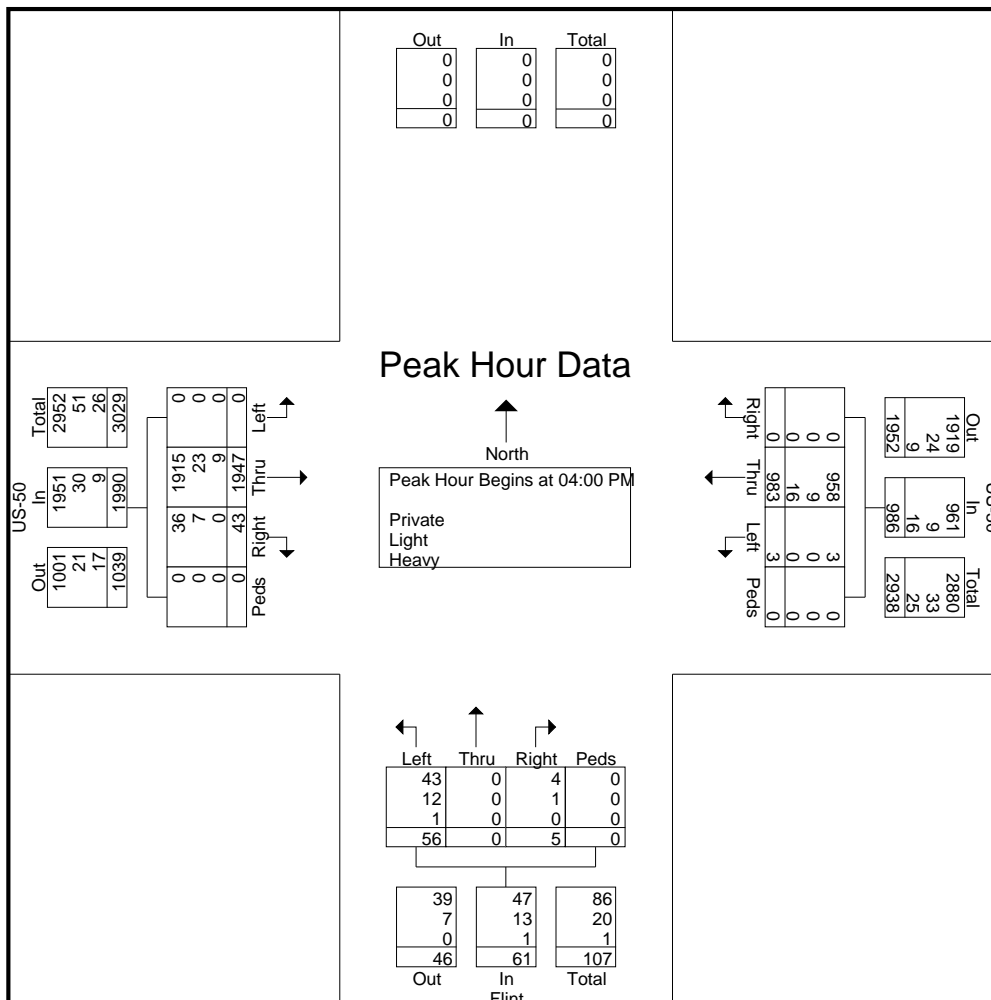 Out In Total
0 0 0
0 0 0
0 0 0
0 0 0
Peak Hour Data
North
Peak Hour Begins at 04:00 PM
Private
Light
Heavy
US-50
Total
2952
51
26
3029
In
1951
30
9
1990
Out
1001
21
17
1039
Left
0
0
0
0
Thru
1915
23
9
1947
Right
36
7
0
43
Peds
0
0
0
0
Right
0
0
0
0
Thru
958
9
16
983
Left
3
0
0
3
Peds
0
0
0
0
Out
1919
24
9
1952
In
961
9
16
986
Total
2880
33
25
2938
Left Thru Right Peds
43 0 4 0
12 0 1 0
1 0 0 0
56 0 5 0
39 47 86
7 13 20
0 1 1
46 61 107
Out In Total
Flint